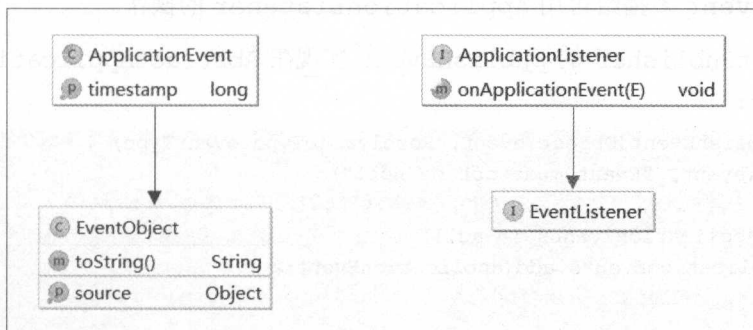 C ApplicationEvent
P timestamp long
I ApplicationListener
m onApplicationEvent(E) void
C EventObject
m toString() String
P source Object
I EventListener